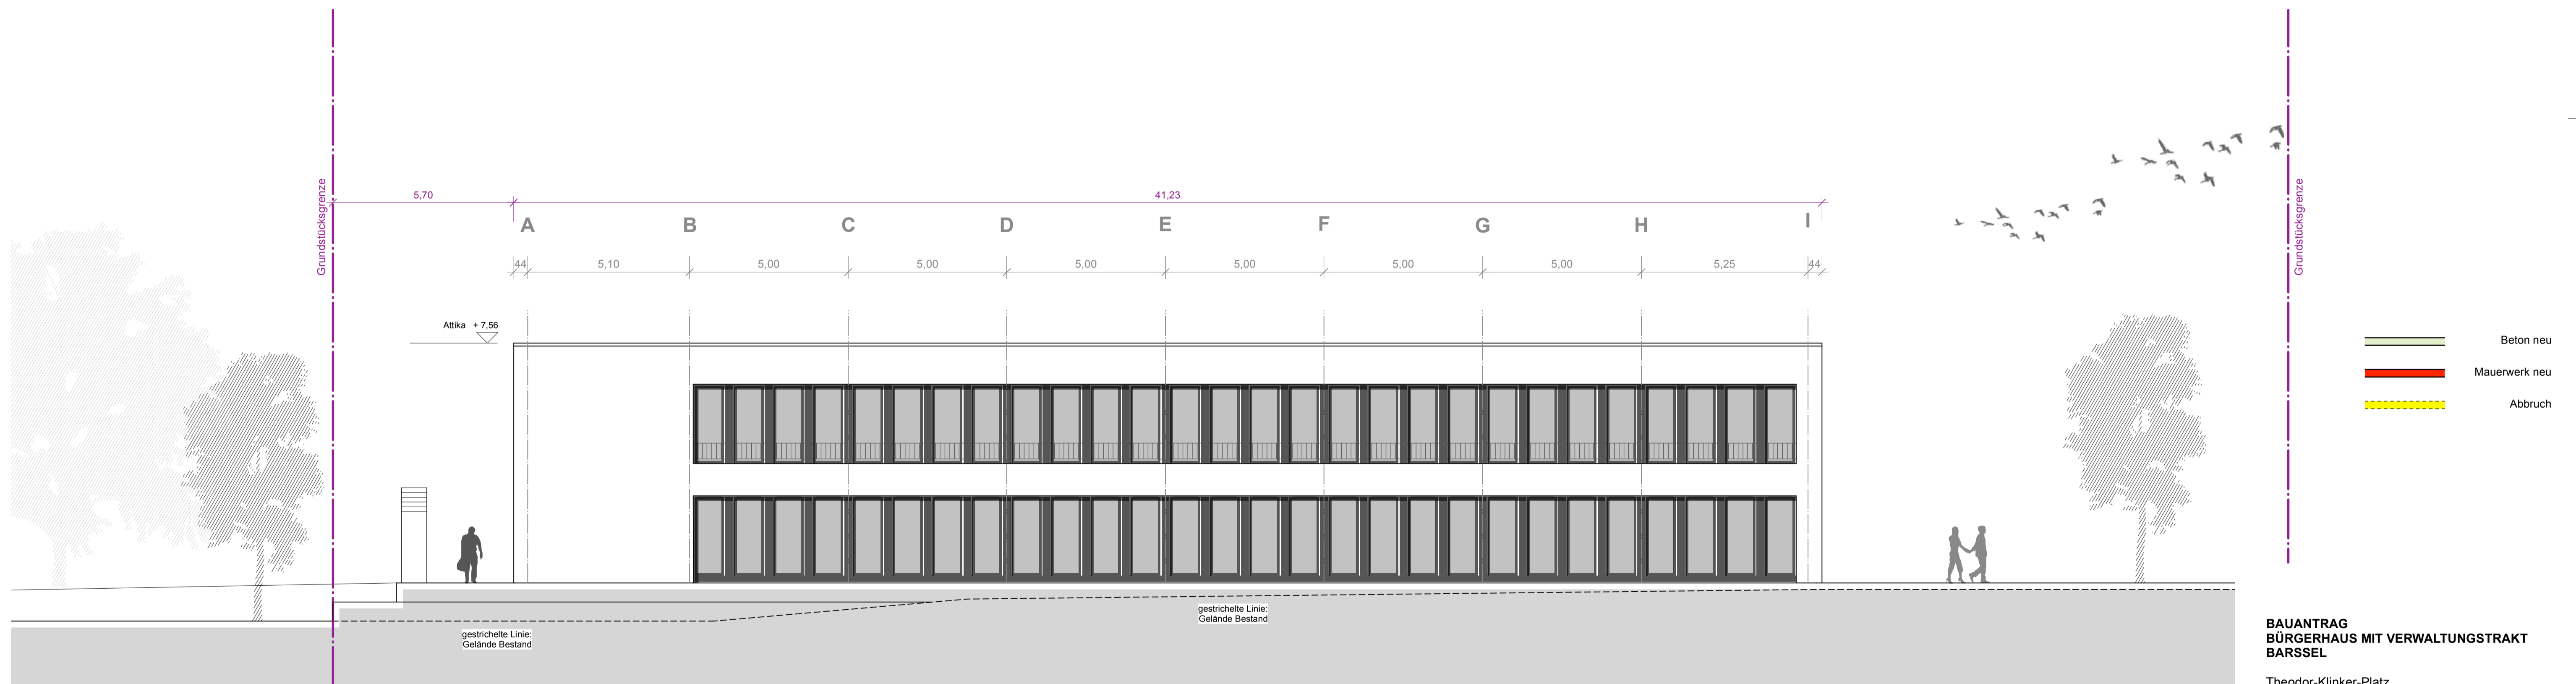 Grundstücksgrenze
5,70
41,23
Grundstücksgrenze
A B C D E F G H I
44 5,10 5,00 5,00 5,00 5,00 5,00 5,00 5,25 44
Attika + 7,56
Beton neu
Mauerwerk neu
Abbruch
gestrichelte Linie:
Gelände Bestand
gestrichelte Linie:
Gelände Bestand
BAUANTRAG
BÜRGERHAUS MIT VERWALTUNGSTRAKT
BARSSEL
Theodor-Klinker-Platz